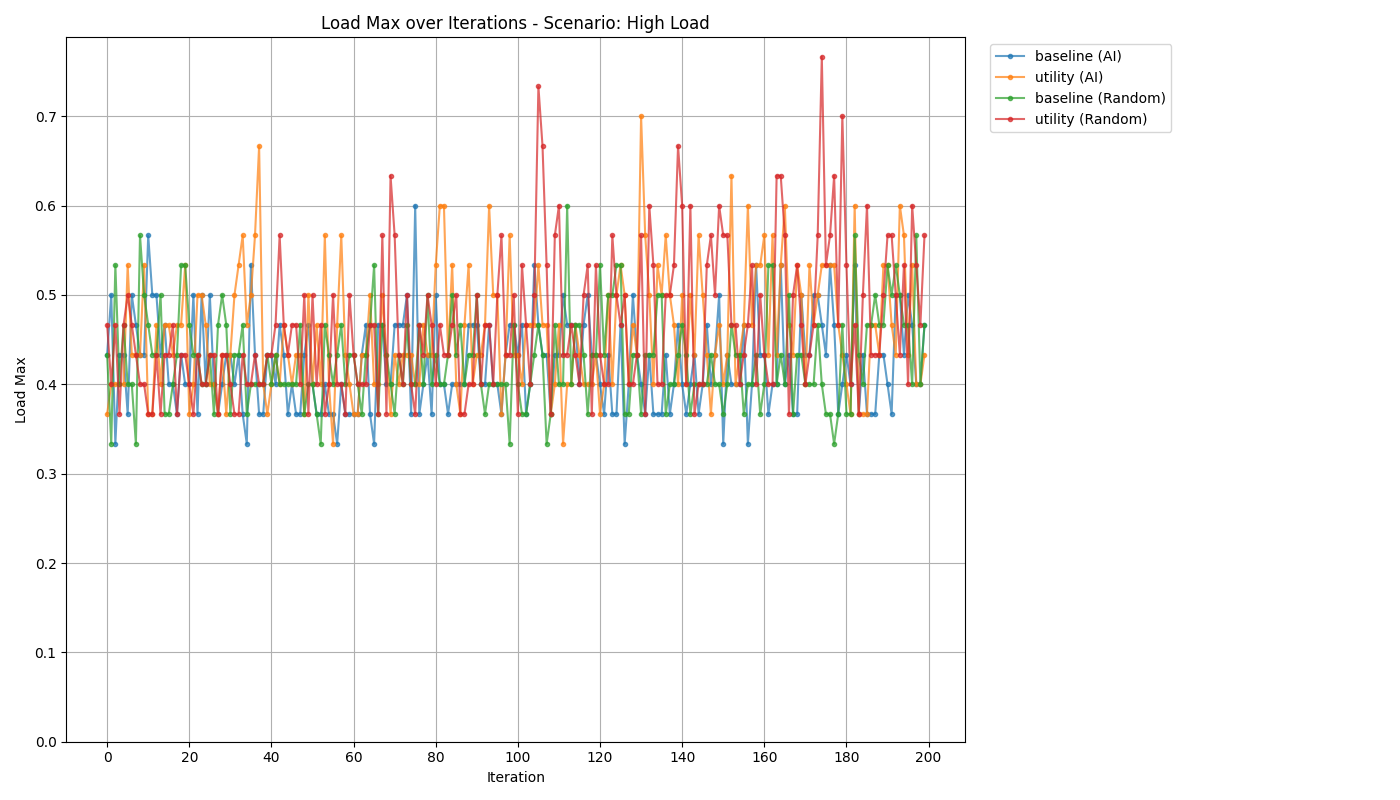 Load Max over Iterations - Scenario: High Load
baseline (AI)
utility (AI)
baseline (Random)
utility (Random)
Load Max
0.7
0.6
0.5
0.4
0.3
0.2
0.1
0.0
0 20 40 60 80 100 120 140 160 180 200
Iteration